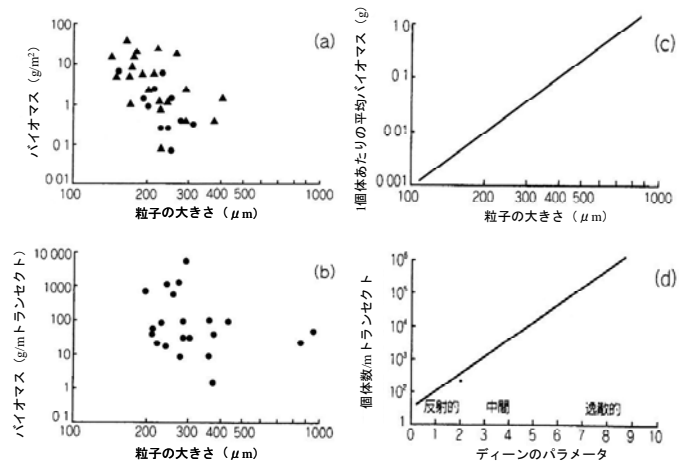 100
10
1
0 1
0 01
100
200
300
400
500
1000
バイオマス (g/m²)
粒子の大きさ (μm)
(a)
1 0
0 1
0.01
0 001
100
200
300
400
500
1000
1個体あたりの平均バイオマス (g)
粒子の大きさ (μm)
(c)
10 000
1000
100
10
1
0 1
100
200
300
400
500
1000
バイオマス (g/mトランセクト)
粒子の大きさ (μm)
(b)
10⁶
10⁵
10⁴
10³
10²
1
0 1 2 3 4 5 6 7 8 9 10
個体数/mトランセクト
反射的 中間 逸散的
ディーンのパラメータ
(d)